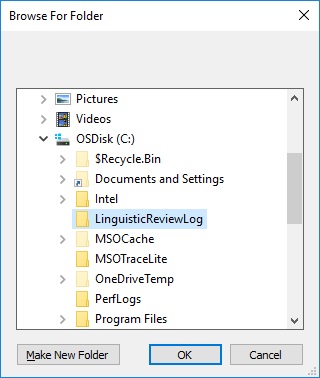 Browse For Folder
Pictures
Videos
OSDisk (C:)
$Recycle.Bin
Documents and Settings
Intel
LinguisticReviewLog
MSOCache
MSOTraceLite
OneDriveTemp
PerfLogs
Program Files
Make New Folder OK Cancel